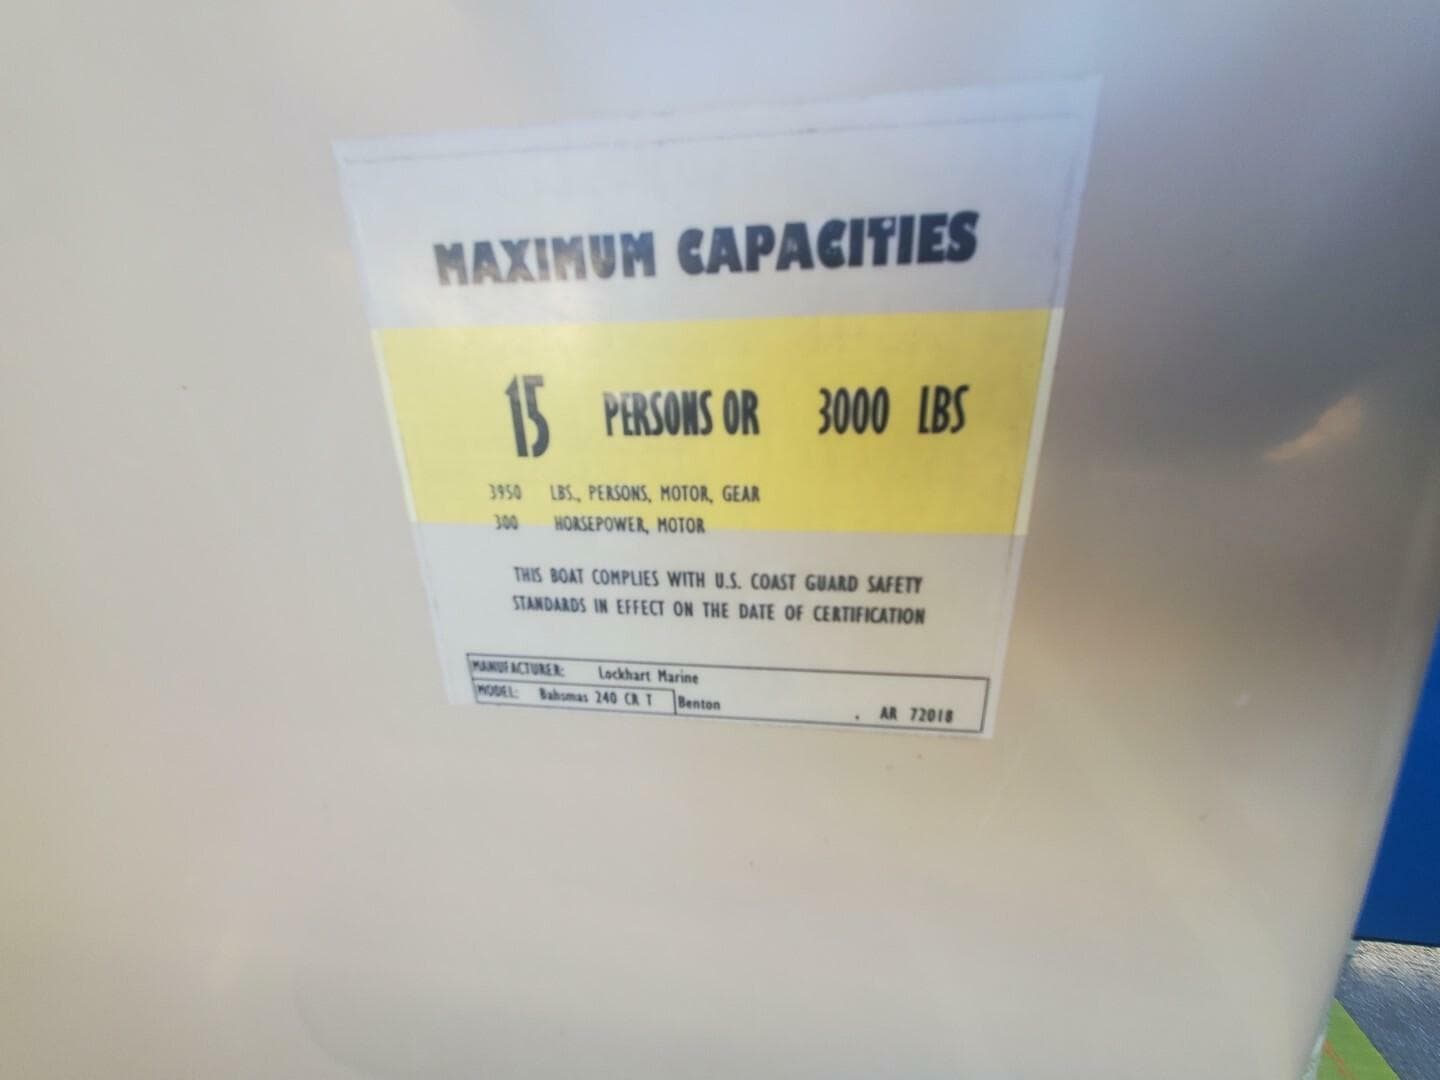 MAXIMUM CAPACITIES
15 PERSONS OR 3000 LBS
3950 LBS., PERSONS, MOTOR, GEAR
300 HORSEPOWER, MOTOR
THIS BOAT COMPLIES WITH U.S. COAST GUARD SAFETY
STANDARDS IN EFFECT ON THE DATE OF CERTIFICATION
MANUFACTURER: Lockhart Marine
MODEL: Bahsmas 240 CR T Benton , AR 72018